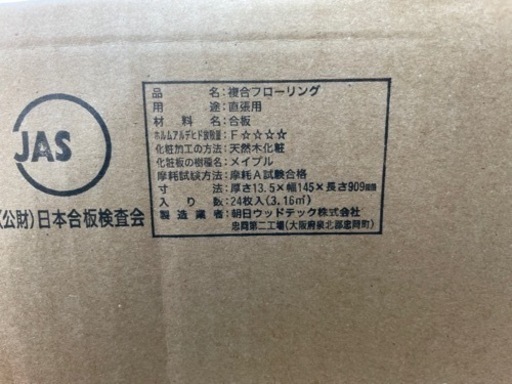 JAS
(公財)日本合板検査会
品名:複合フローリング
用途:直張用
材料名:合板
ホルムアルデヒド放散量:F☆☆☆☆
化粧加工の方法:天然木化粧
化粧板の樹種名:メイプル
摩耗試験方法:摩耗A試験合格
寸法:厚さ13.5×幅145×長さ909mm
入り数:24枚入(3.16㎡)
製造業者:朝日ウッドテック株式会社
忠岡第二工場(大阪府泉北郡忠岡町)